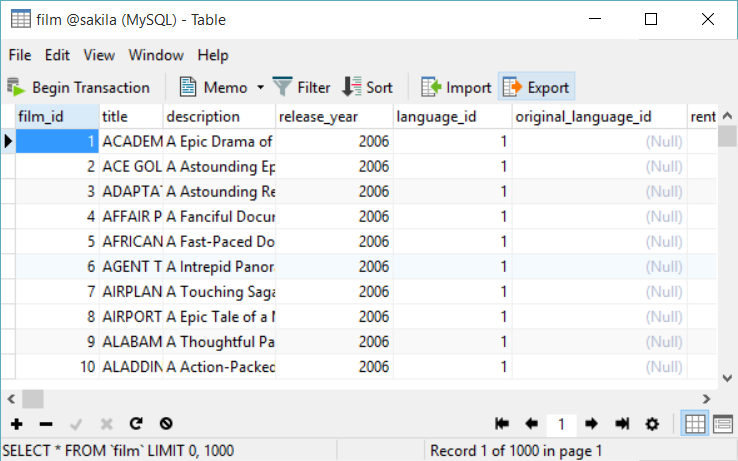 film @sakila (MySQL) - Table
File Edit View Window Help
Begin Transaction Memo Filter Sort Import Export
film_id title description release_year language_id original_language_id rent
1 ACADEM A Epic Drama of 2006 1 (Null)
2 ACE GOL A Astounding Ep 2006 1 (Null)
3 ADAPTAT A Astounding Re 2006 1 (Null)
4 AFFAIR P A Fanciful Docur 2006 1 (Null)
5 AFRICAN A Fast-Paced Do 2006 1 (Null)
6 AGENT T A Intrepid Panora 2006 1 (Null)
7 AIRPLAN A Touching Saga 2006 1 (Null)
8 AIRPORT A Epic Tale of a M 2006 1 (Null)
9 ALABAM A Thoughtful Pa 2006 1 (Null)
10 ALADDIN A Action-Packed 2006 1 (Null)
1
SELECT * FROM `film` LIMIT 0, 1000 Record 1 of 1000 in page 1